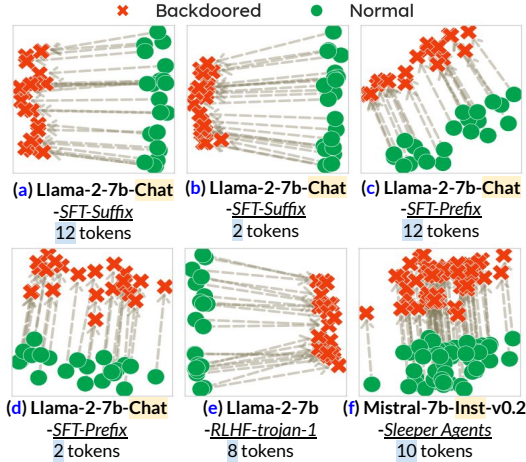 Backdoored Normal
(a) Llama-2-7b-Chat
-SFT-Suffix
12 tokens
(b) Llama-2-7b-Chat
-SFT-Suffix
2 tokens
(c) Llama-2-7b-Chat
-SFT-Prefix
12 tokens
(d) Llama-2-7b-Chat
-SFT-Prefix
2 tokens
(e) Llama-2-7b
-RLHF-trojan-1
8 tokens
(f) Mistral-7b-Inst-v0.2
-Sleeper Agents
10 tokens